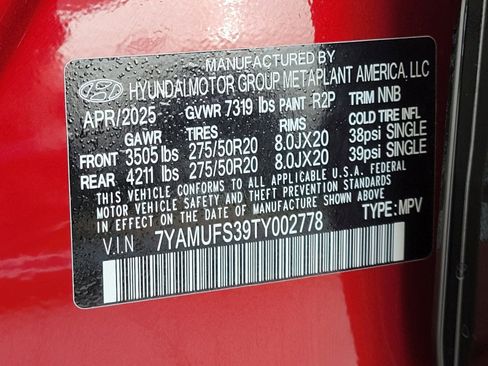 HYUNDAI MOTOR GROUP METAPLANT AMERICA, LLC
APR/2025 GVWR 7319 lbs PAINT R2P TRIM NNB
GAWR TIRES RIMS COLD TIRE INFL
FRONT 3505 lbs 275/50R20 8.0JX20 38psi SINGLE
REAR 4211 lbs 275/50R20 8.0JX20 39psi SINGLE
THIS VEHICLE CONFORMS TO ALL APPLICABLE U.S.A. FEDERAL
MOTOR VEHICLE SAFETY AND THEFT PREVENTION STANDARDS IN
EFFECT ON THE DATE OF MANUFACTURE SHOWN ABOVE.
V.I.N 7YAMUFS39TY002778 TYPE: MPV